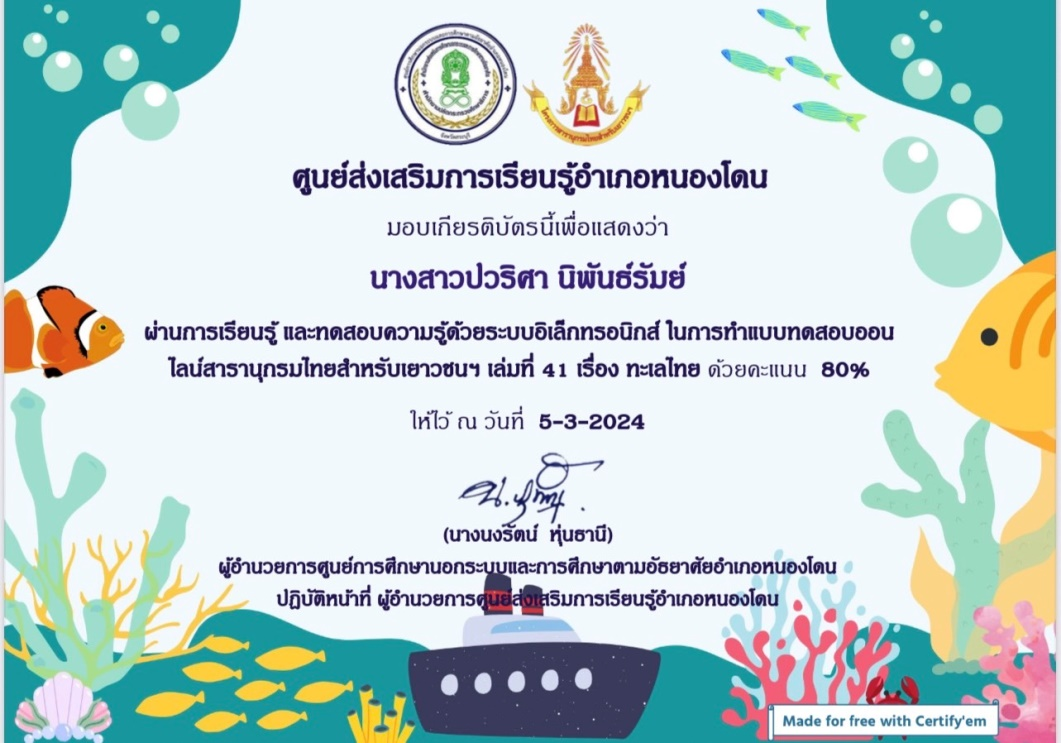 ศูนย์ส่งเสริมการเรียนรู้อำเภอหนองโดน
มอบเกียรติบัตรนี้เพื่อแสดงว่า
นางสาวปวริศา นิพันธ์รัมย์
ผ่านการเรียนรู้ และทดสอบความรู้ด้วยระบบอิเล็กทรอนิกส์ ในการทำแบบทดสอบออน
ไลน์สารานุกรมไทยสำหรับเยาวชนฯ เล่มที่ 41 เรื่อง ทะเลไทย ด้วยคะแนน 80%
ให้ไว้ ณ วันที่ 5-3-2024
(นางนงรัตน์ หุ่นธานี)
ผู้อำนวยการศูนย์การศึกษานอกระบบและการศึกษาตามอัธยาศัยอำเภอหนองโดน
ปฏิบัติหน้าที่ ผู้อำนวยการศูนย์ส่งเสริมการเรียนรู้อำเภอหนองโดน
Made for free with Certify'em